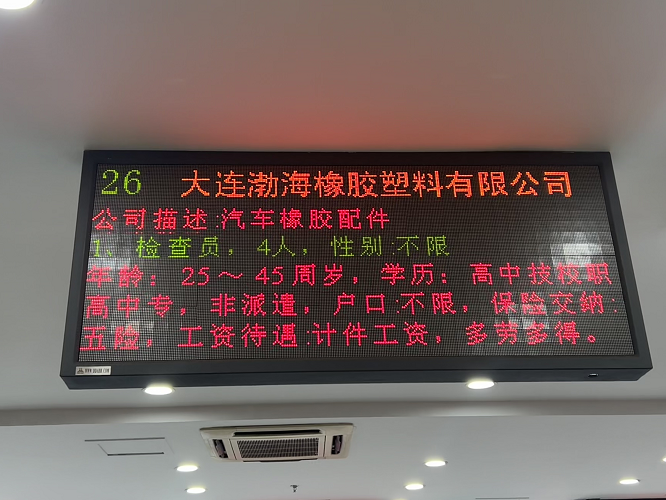 26 大连渤海橡胶塑料有限公司
公司描述:汽车橡胶配件
1、检查员，4人，性别:不限
年龄：25～45周岁，学历：高中技校职
高中专，非派遣，户口:不限，保险交纳:
五险，工资待遇:计件工资，多劳多得。